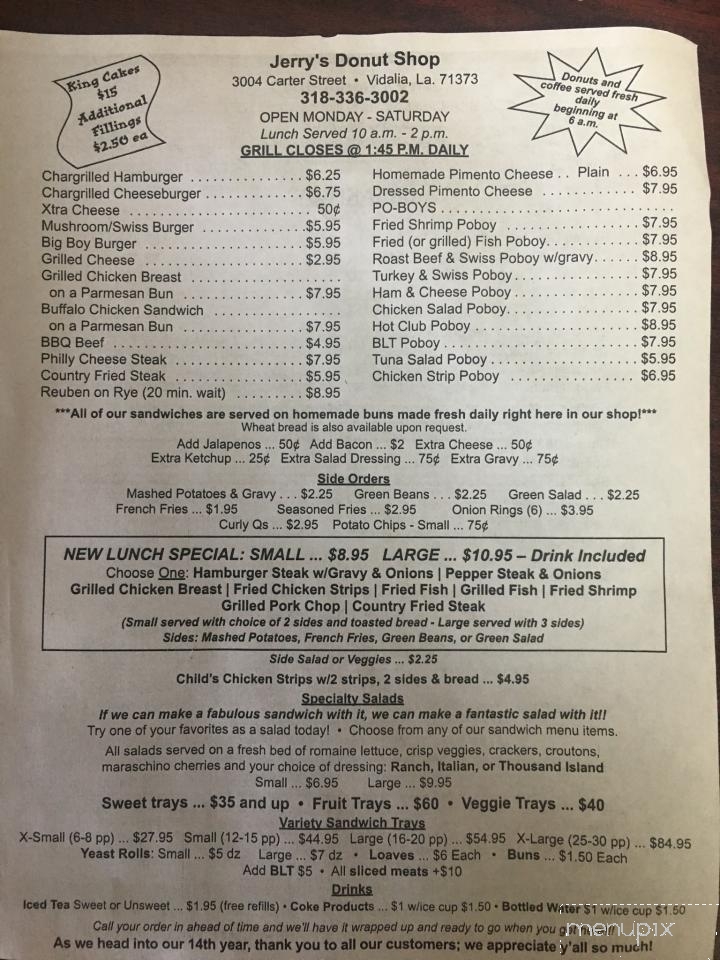 King Cakes
$15
Additional
Fillings
$2.50 ea
Jerry's Donut Shop
3004 Carter Street • Vidalia, La. 71373
318-336-3002
OPEN MONDAY - SATURDAY
Lunch Served 10 a.m. - 2 p.m.
GRILL CLOSES @ 1:45 P.M. DAILY
Donuts and
coffee served fresh
daily
beginning at
6 a.m.
Chargrilled Hamburger . . . . . . . . . . . . . . . $6.25
Chargrilled Cheeseburger . . . . . . . . . . . . . $6.75
Xtra Cheese . . . . . . . . . . . . . . . . . . . . . . 50¢
Mushroom/Swiss Burger . . . . . . . . . . . . . $5.95
Big Boy Burger . . . . . . . . . . . . . . . . . . . . $5.95
Grilled Cheese . . . . . . . . . . . . . . . . . . . . $2.95
Grilled Chicken Breast . . . . . . . . . . . . . . . . . . .
on a Parmesan Bun . . . . . . . . . . . . . . . . $7.95
Buffalo Chicken Sandwich . . . . . . . . . . . . . . . .
on a Parmesan Bun . . . . . . . . . . . . . . . . $7.95
BBQ Beef . . . . . . . . . . . . . . . . . . . . . . . . $4.95
Philly Cheese Steak . . . . . . . . . . . . . . . . . $7.95
Country Fried Steak . . . . . . . . . . . . . . . . $5.95
Reuben on Rye (20 min. wait) . . . . . . . . . $8.95
Homemade Pimento Cheese . . Plain . . . $6.95
Dressed Pimento Cheese . . . . . . . . . . . . $7.95
PO-BOYS . . . . . . . . . . . . . . . . . . . . . . . . . . . .
Fried Shrimp Poboy . . . . . . . . . . . . . . . . . $7.95
Fried (or grilled) Fish Poboy. . . . . . . . . . . . $7.95
Roast Beef & Swiss Poboy w/gravy. . . . . . $8.95
Turkey & Swiss Poboy . . . . . . . . . . . . . . . . $7.95
Ham & Cheese Poboy . . . . . . . . . . . . . . . . $7.95
Chicken Salad Poboy. . . . . . . . . . . . . . . . . $7.95
Hot Club Poboy . . . . . . . . . . . . . . . . . . . . . $8.95
BLT Poboy . . . . . . . . . . . . . . . . . . . . . . . . . $7.95
Tuna Salad Poboy . . . . . . . . . . . . . . . . . . . $5.95
Chicken Strip Poboy . . . . . . . . . . . . . . . . $6.95
***All of our sandwiches are served on homemade buns made fresh daily right here in our shop!***
Wheat bread is also available upon request.
Add Jalapenos ... 50¢ Add Bacon ... $2 Extra Cheese ... 50¢
Extra Ketchup ... 25¢ Extra Salad Dressing ... 75¢ Extra Gravy ... 75¢
Side Orders
Mashed Potatoes & Gravy . . . $2.25 Green Beans . . . $2.25 Green Salad . . . $2.25
French Fries ... $1.95 Seasoned Fries ... $2.95 Onion Rings (6) ... $3.95
Curly Qs ... $2.95 Potato Chips - Small ... 75¢
NEW LUNCH SPECIAL: SMALL ... $8.95 LARGE ... $10.95 – Drink Included
Choose One: Hamburger Steak w/Gravy & Onions | Pepper Steak & Onions
Grilled Chicken Breast | Fried Chicken Strips | Fried Fish | Grilled Fish | Fried Shrimp
Grilled Pork Chop | Country Fried Steak
(Small served with choice of 2 sides and toasted bread - Large served with 3 sides)
Sides: Mashed Potatoes, French Fries, Green Beans, or Green Salad
Side Salad or Veggies ... $2.25
Child's Chicken Strips w/2 strips, 2 sides & bread ... $4.95
Specialty Salads
If we can make a fabulous sandwich with it, we can make a fantastic salad with it!!
Try one of your favorites as a salad today! • Choose from any of our sandwich menu items.
All salads served on a fresh bed of romaine lettuce, crisp veggies, crackers, croutons,
maraschino cherries and your choice of dressing: Ranch, Italian, or Thousand Island
Small ... $6.95 Large ... $9.95
Sweet trays ... $35 and up • Fruit Trays ... $60 • Veggie Trays ... $40
Variety Sandwich Trays
X-Small (6-8 pp) ... $27.95 Small (12-15 pp) ... $44.95 Large (16-20 pp) ... $54.95 X-Large (25-30 pp) ... $84.95
Yeast Rolls: Small ... $5 dz Large ... $7 dz • Loaves ... $6 Each • Buns ... $1.50 Each
Add BLT $5 • All sliced meats +$10
Drinks
Iced Tea Sweet or Unsweet ... $1.95 (free refills) • Coke Products ... $1 w/ice cup $1.50 • Bottled Water $1 w/ice cup $1.50
Call your order in ahead of time and we'll have it wrapped up and ready to go when you
As we head into our 14th year, thank you to all our customers; we appreciate y'all so much!
menupix